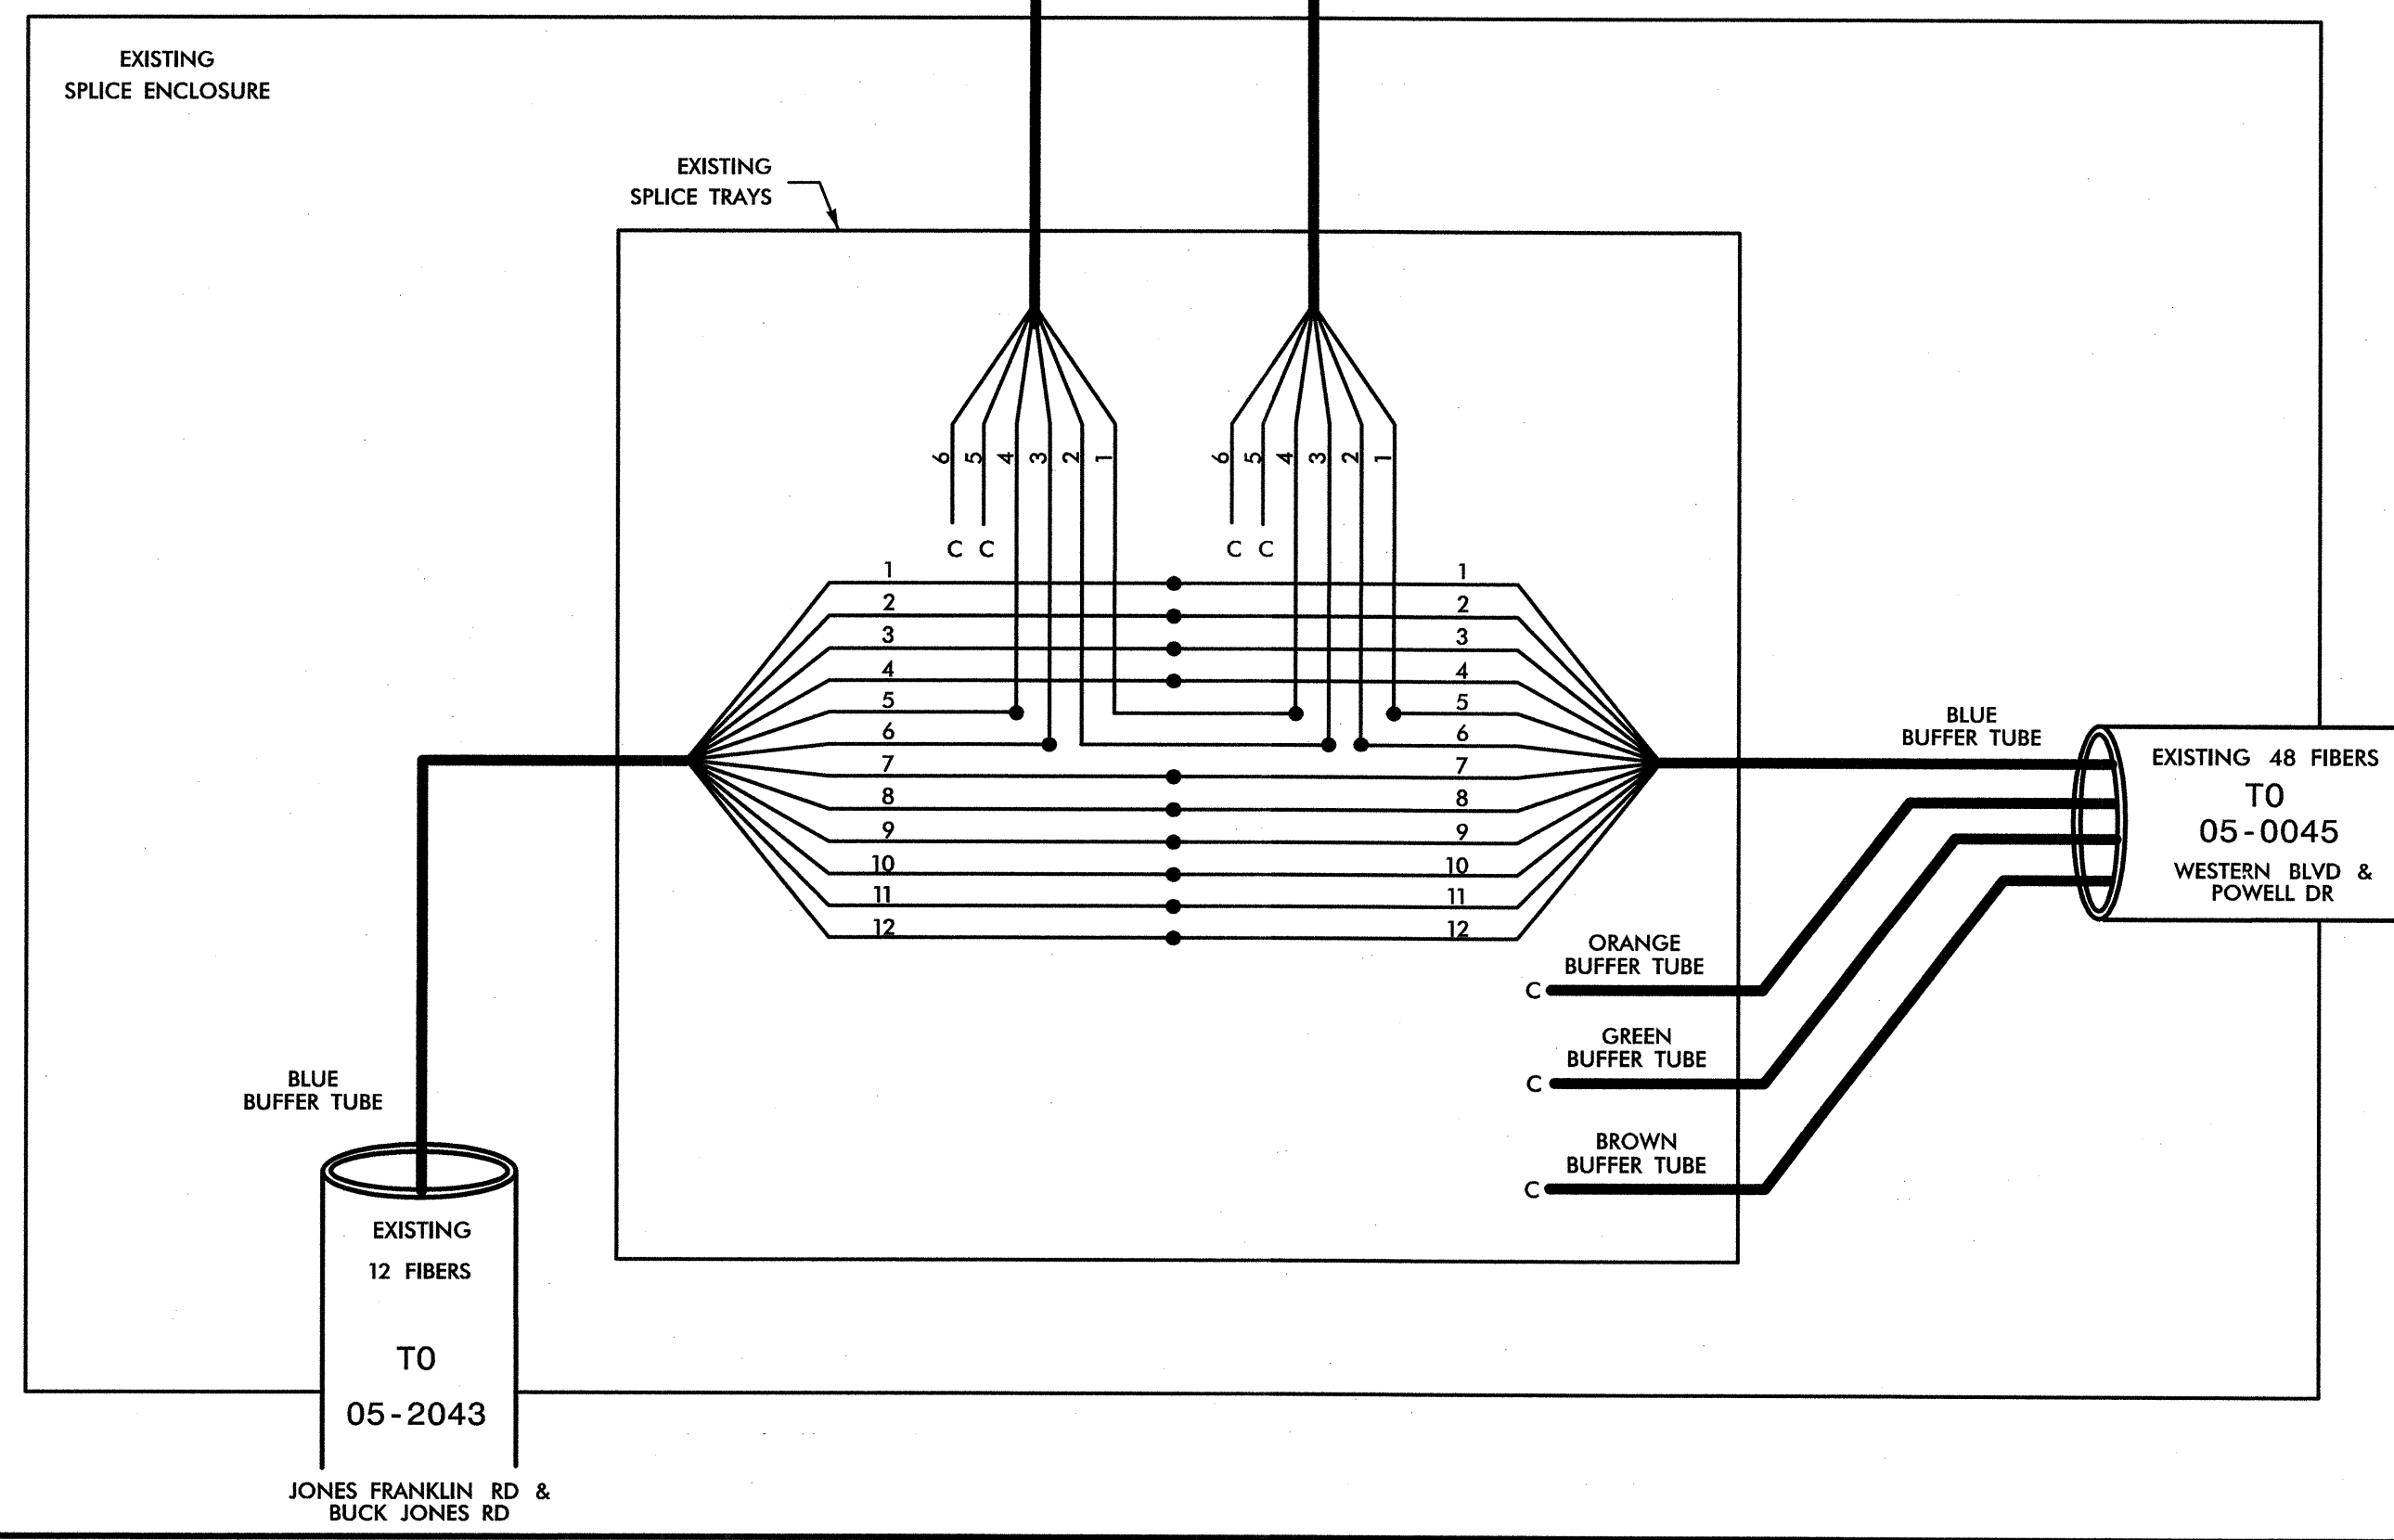 EXISTING
SPLICE ENCLOSURE
EXISTING
SPLICE TRAYS
6 5 4 3 2 1
6 5 4 3 2 1
C C
C C
1 1
2 2
3 3
4 4
5 5
6 6
7 7
8 8
9 9
10 10
11 11
12 12
BLUE
BUFFER TUBE
EXISTING 48 FIBERS
TO
05-0045
WESTERN BLVD &
POWELL DR
ORANGE
BUFFER TUBE
C
GREEN
BUFFER TUBE
C
BROWN
BUFFER TUBE
C
BLUE
BUFFER TUBE
EXISTING
12 FIBERS
TO
05-2043
JONES FRANKLIN RD &
BUCK JONES RD